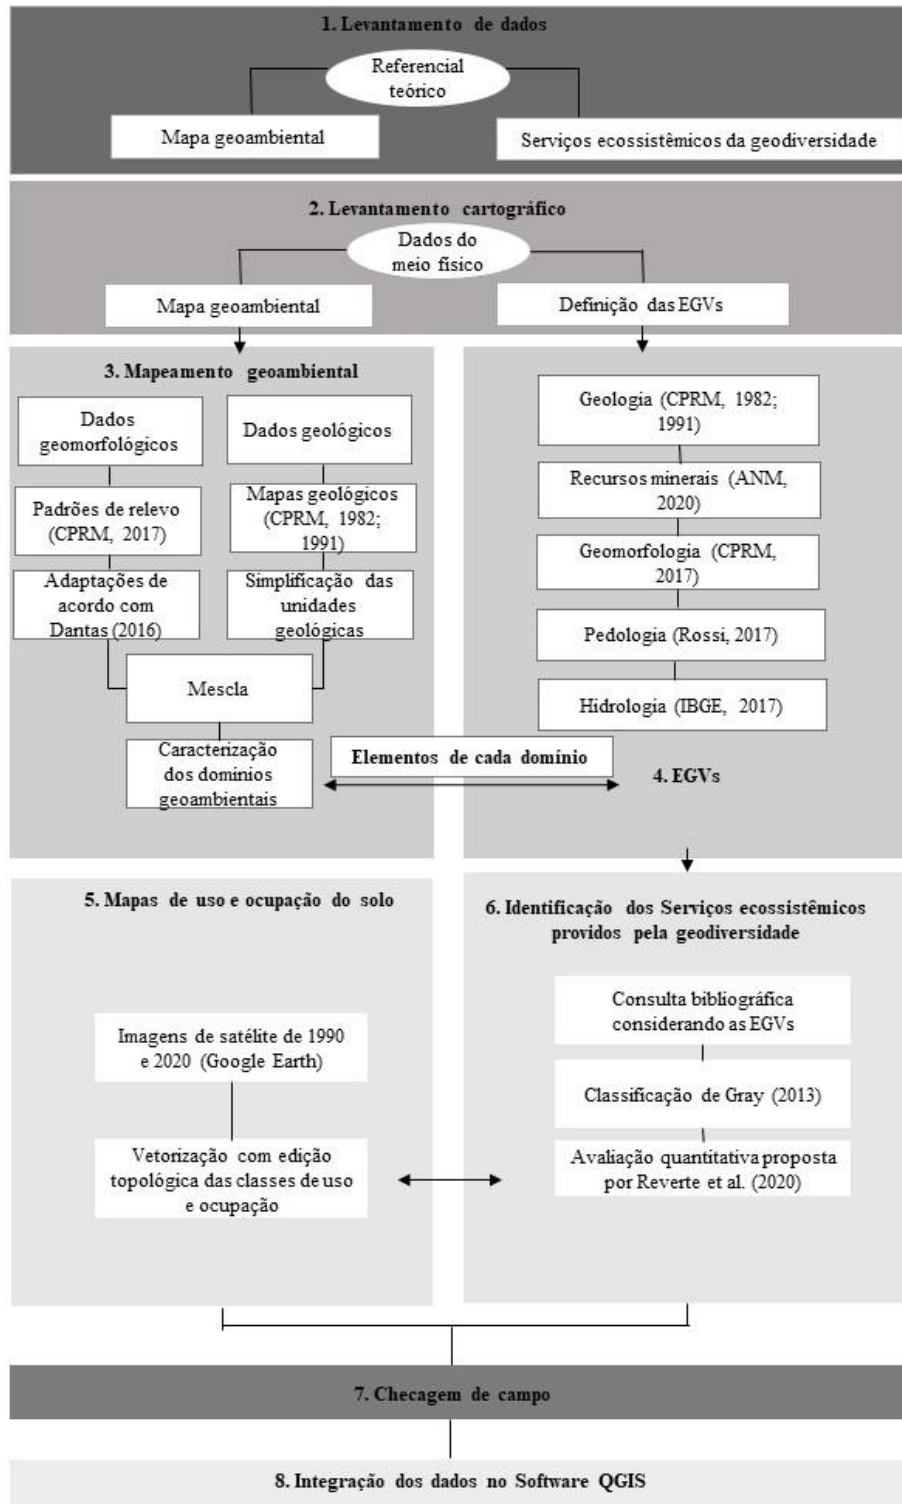 1. Levantamento de dados
Referencial
teórico
Mapa geoambiental
Serviços ecossistêmicos da geodiversidade
2. Levantamento cartográfico
Dados do
meio físico
Mapa geoambiental
Definição das EGVs
3. Mapeamento geoambiental
Dados
geomorfológicos
Dados geológicos
Padrões de relevo
(CPRM, 2017)
Mapas geológicos
(CPRM, 1982;
1991)
Adaptações de
acordo com
Dantas (2016)
Simplificação das
unidades
geológicas
Mescla
Caracterização
dos domínios
geoambientais
Elementos de cada domínio
Geologia (CPRM, 1982;
1991)
Recursos minerais (ANM,
2020)
Geomorfologia (CPRM,
2017)
Pedologia (Rossi, 2017)
Hidrologia (IBGE, 2017)
4. EGVs
5. Mapas de uso e ocupação do solo
Imagens de satélite de 1990
e 2020 (Google Earth)
Vetorização com edição
topológica das classes de uso
e ocupação
6. Identificação dos Serviços ecossistêmicos
providos pela geodiversidade
Consulta bibliográfica
considerando as EGVs
Classificação de Gray (2013)
Avaliação quantitativa proposta
por Reverte et al. (2020)
7. Checagem de campo
8. Integração dos dados no Software QGIS